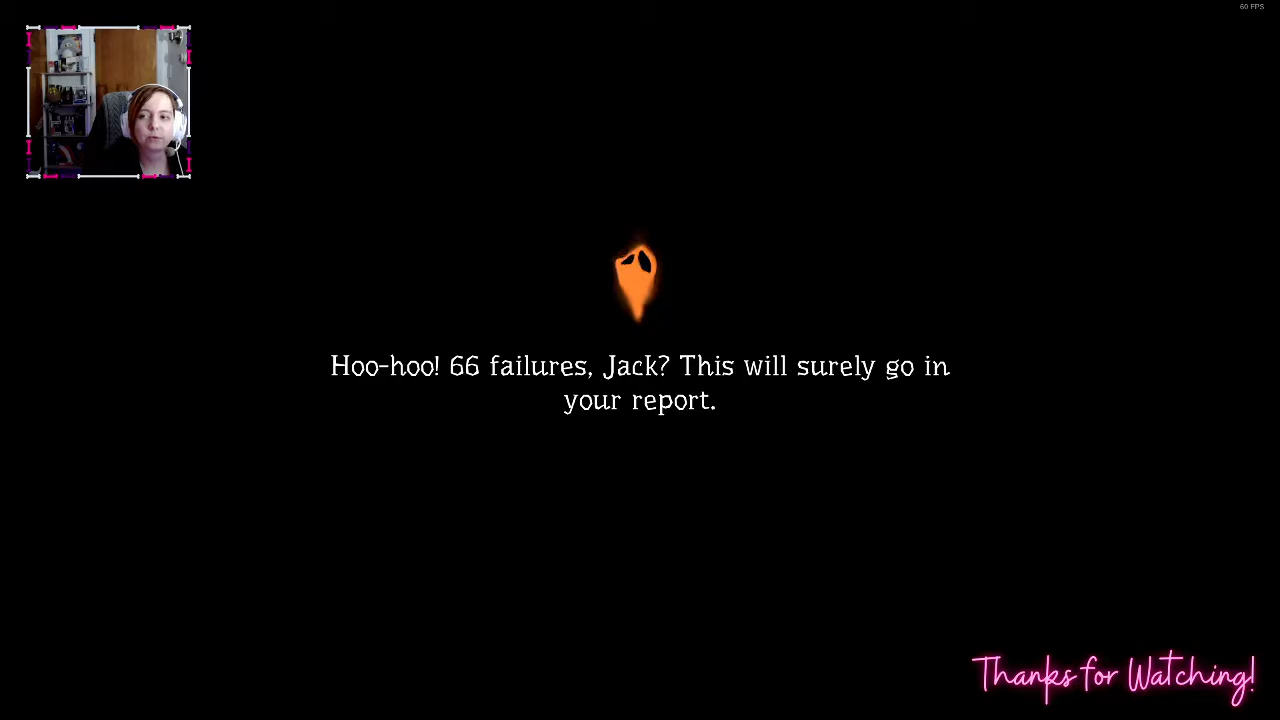 60 FPS
Hoo-hoo! 66 failures, Jack? This will surely go in
your report.
Thanks for Watching!